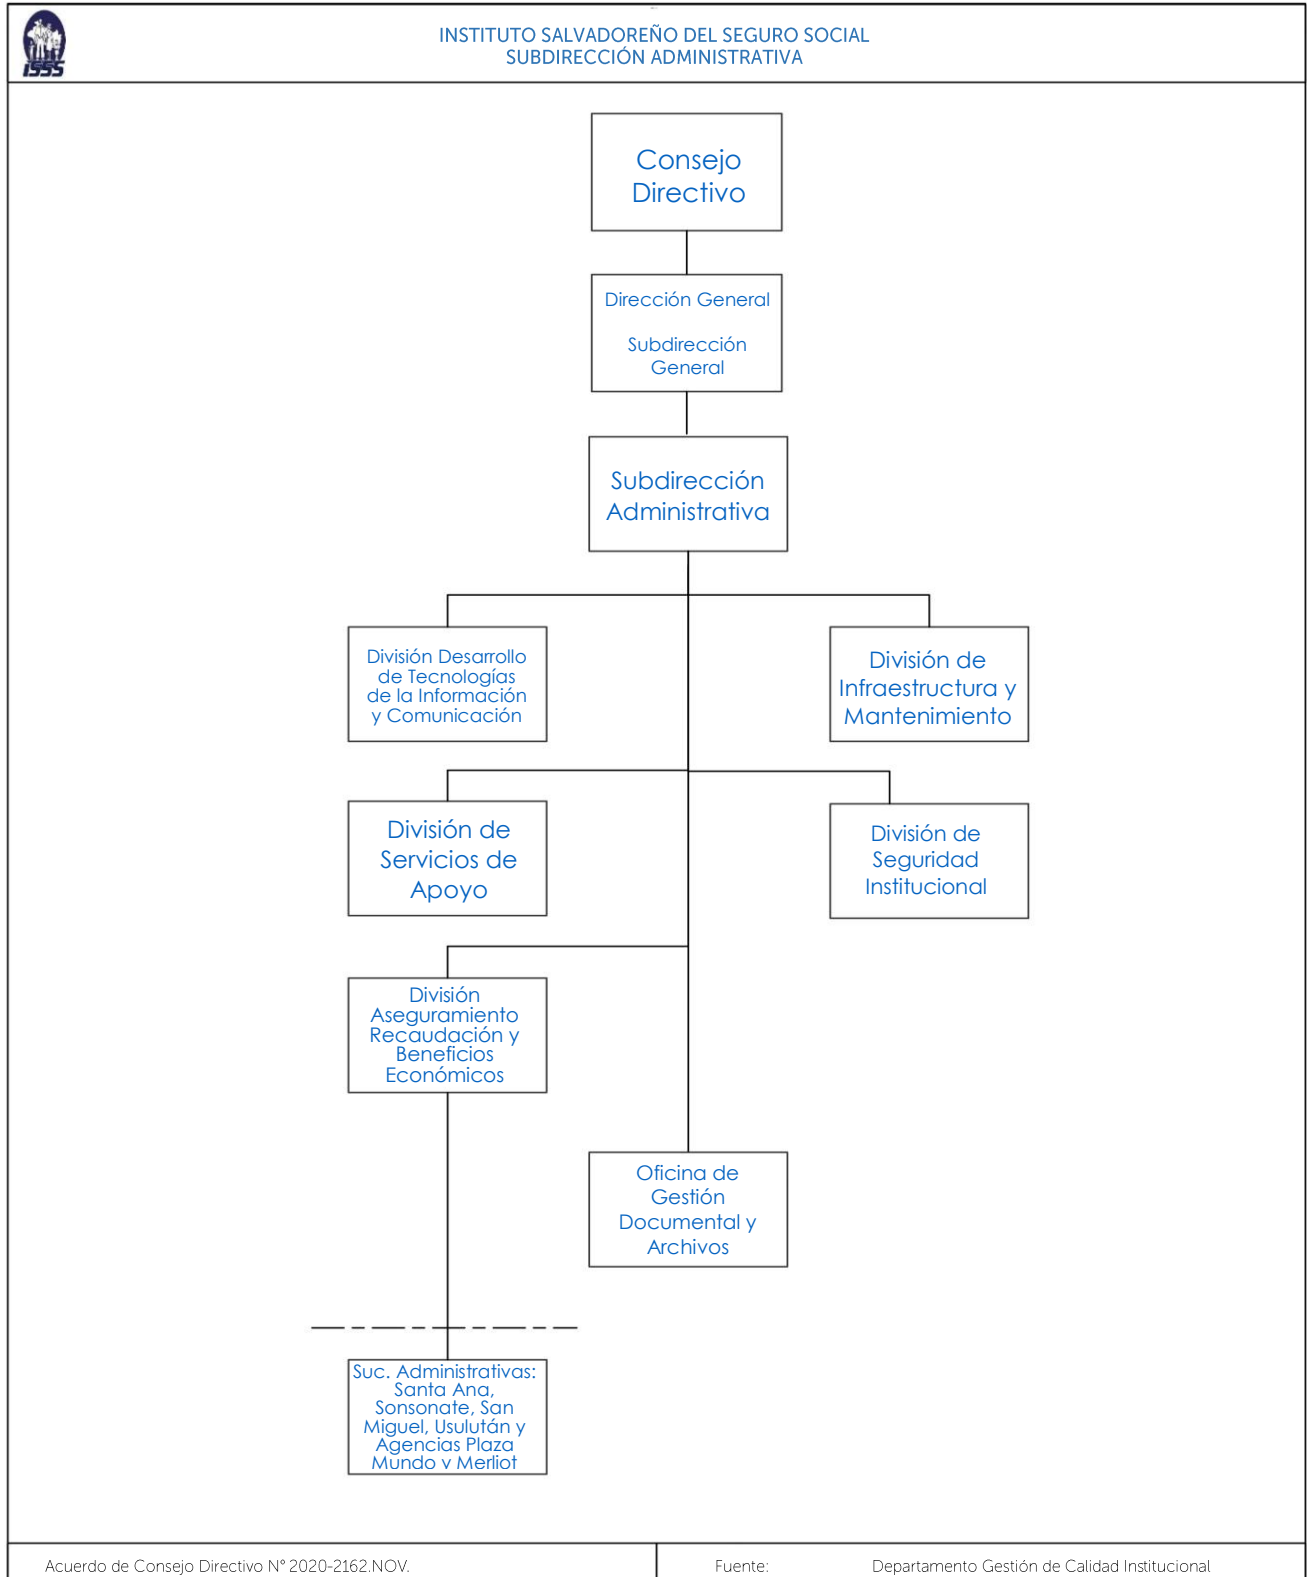 INSTITUTO SALVADOREÑO DEL SEGURO SOCIAL
SUBDIRECCIÓN ADMINISTRATIVA
ISSS
Consejo
Directivo
Dirección General
Subdirección
General
Subdirección
Administrativa
División Desarrollo
de Tecnologías
de la Información
y Comunicación
División de
Infraestructura y
Mantenimiento
División de
Servicios de
Apoyo
División de
Seguridad
Institucional
División
Aseguramiento
Recaudación y
Beneficios
Económicos
Oficina de
Gestión
Documental y
Archivos
Suc. Administrativas:
Santa Ana,
Sonsonate, San
Miguel, Usulután y
Agencias Plaza
Mundo y Merliot
Acuerdo de Consejo Directivo N° 2020-2162.NOV.
Fuente: Departamento Gestión de Calidad Institucional